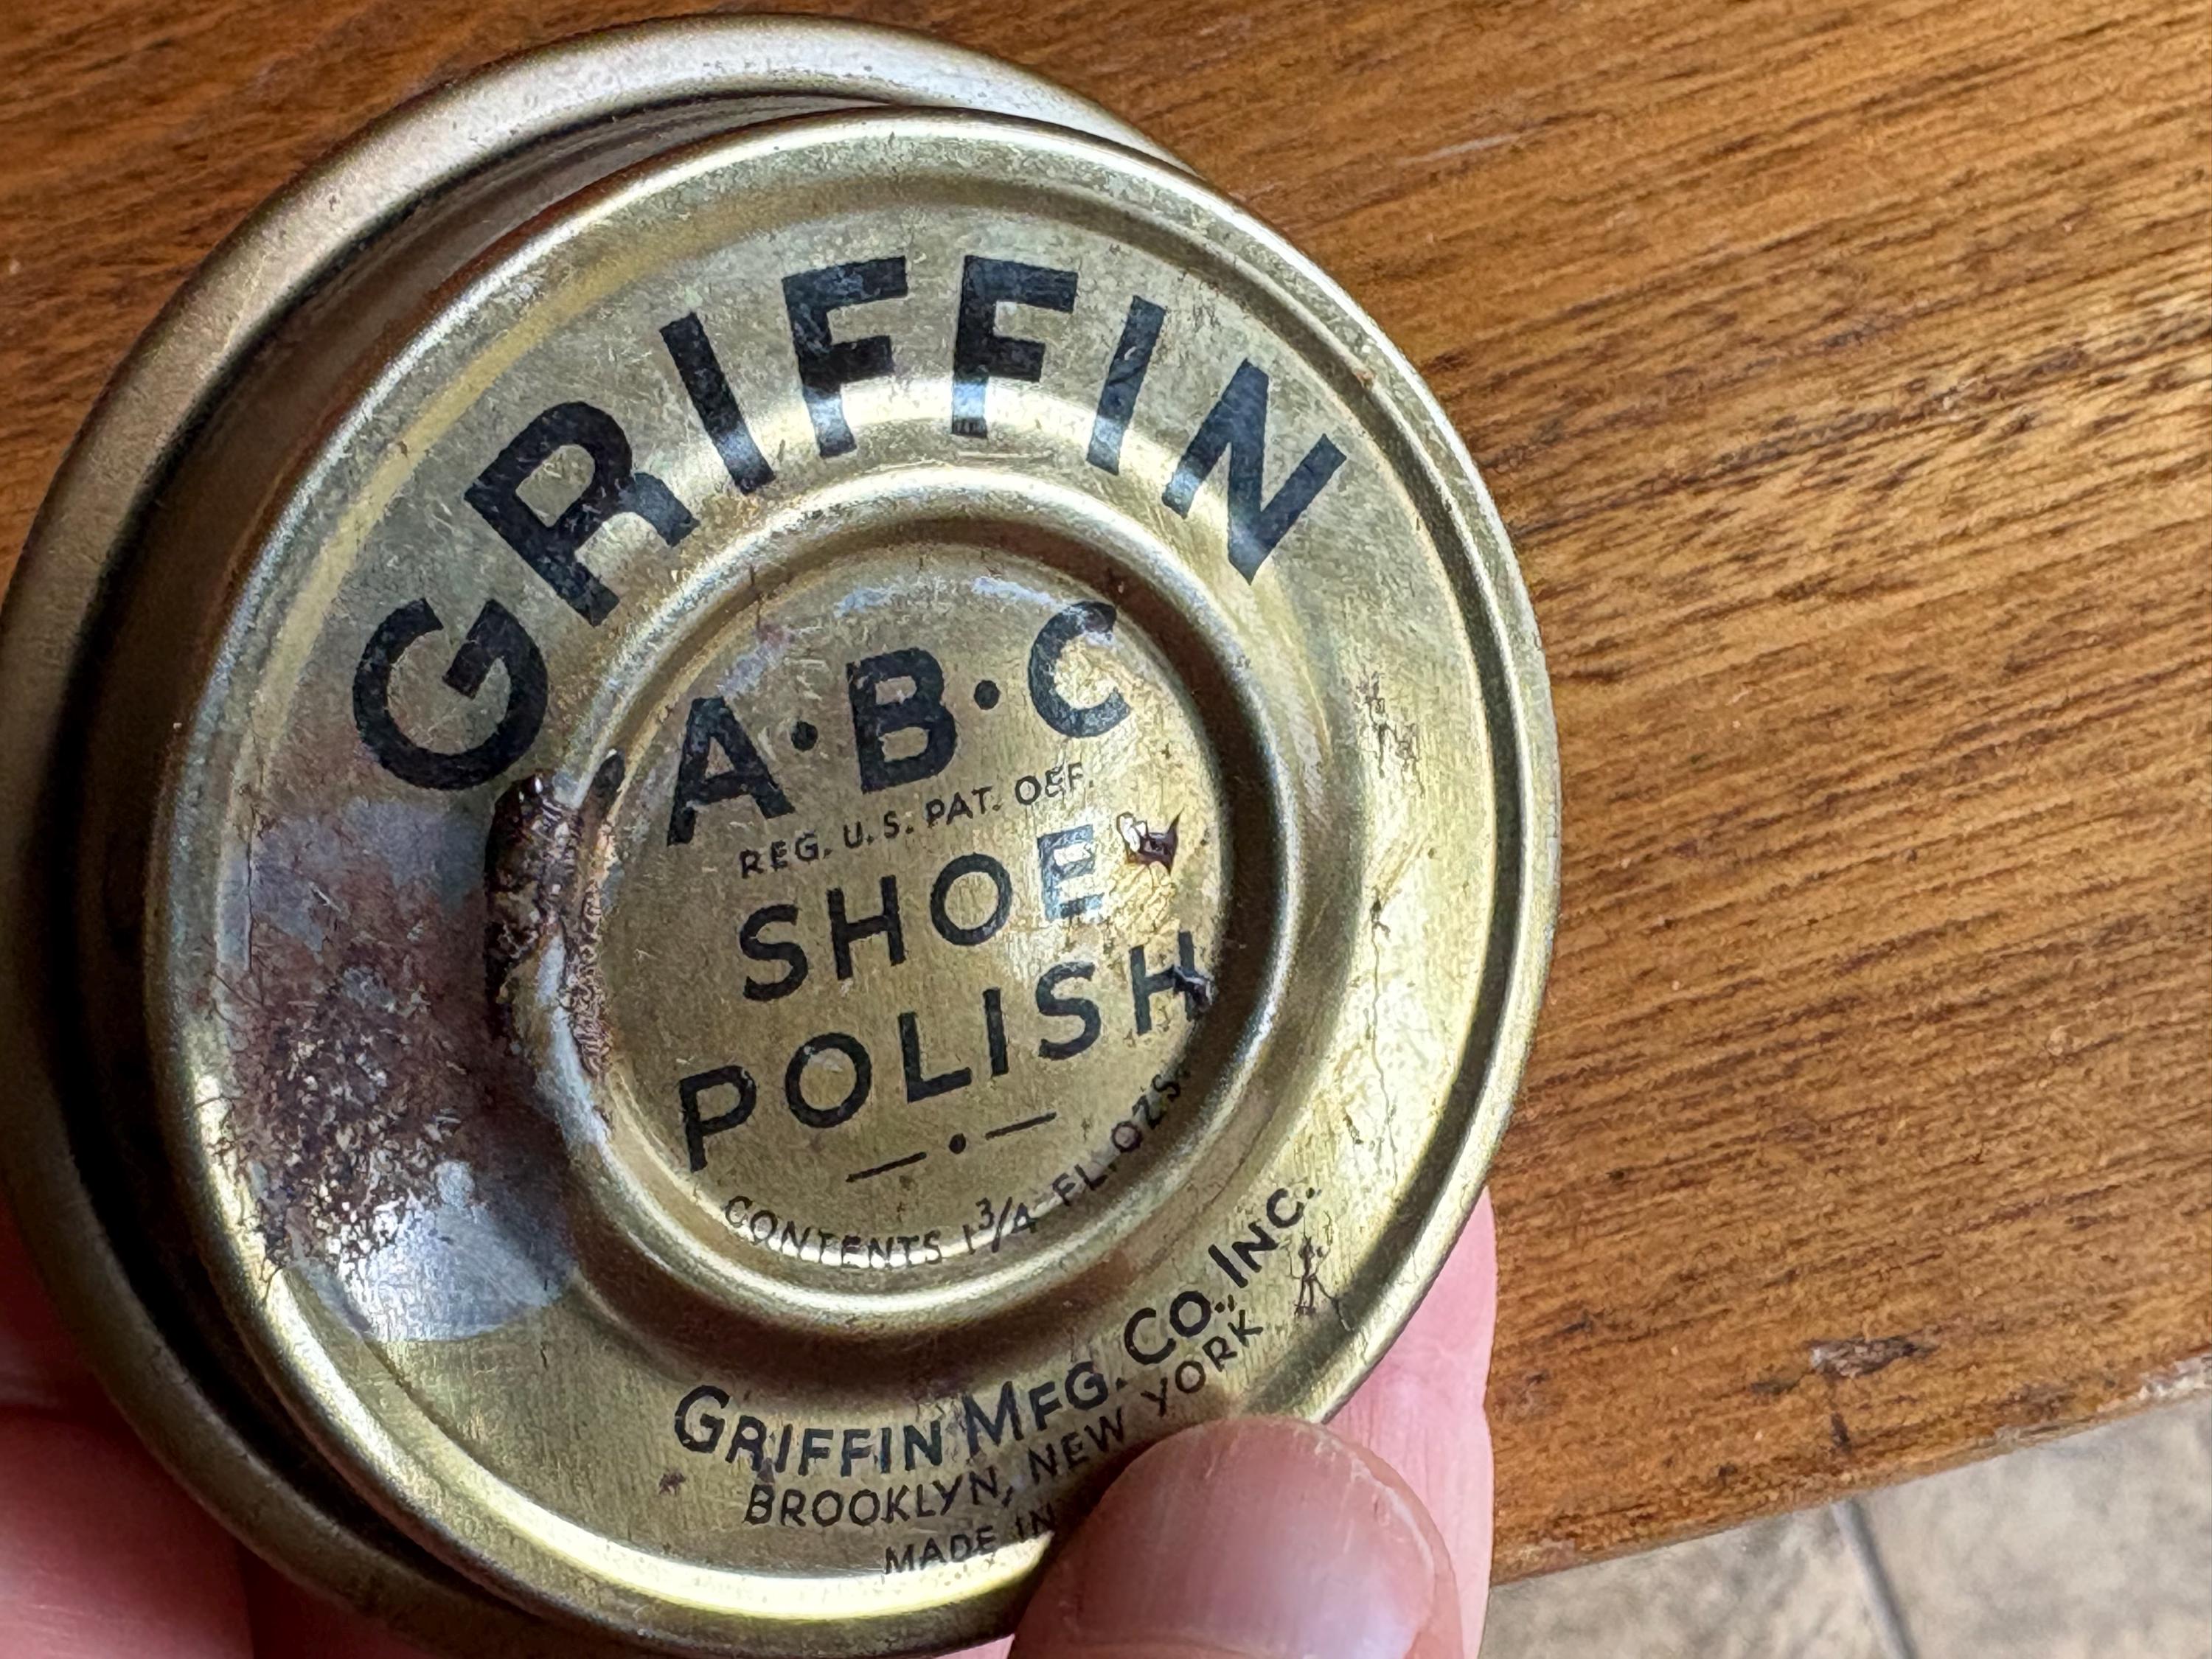 GRIFFIN
A·B·C
REG. U.S. PAT. OFF.
SHOE
POLISH
CONTENTS 1 3/4 FL. OZS.
GRIFFIN MFG. CO., INC.
BROOKLYN, NEW YORK
MADE IN